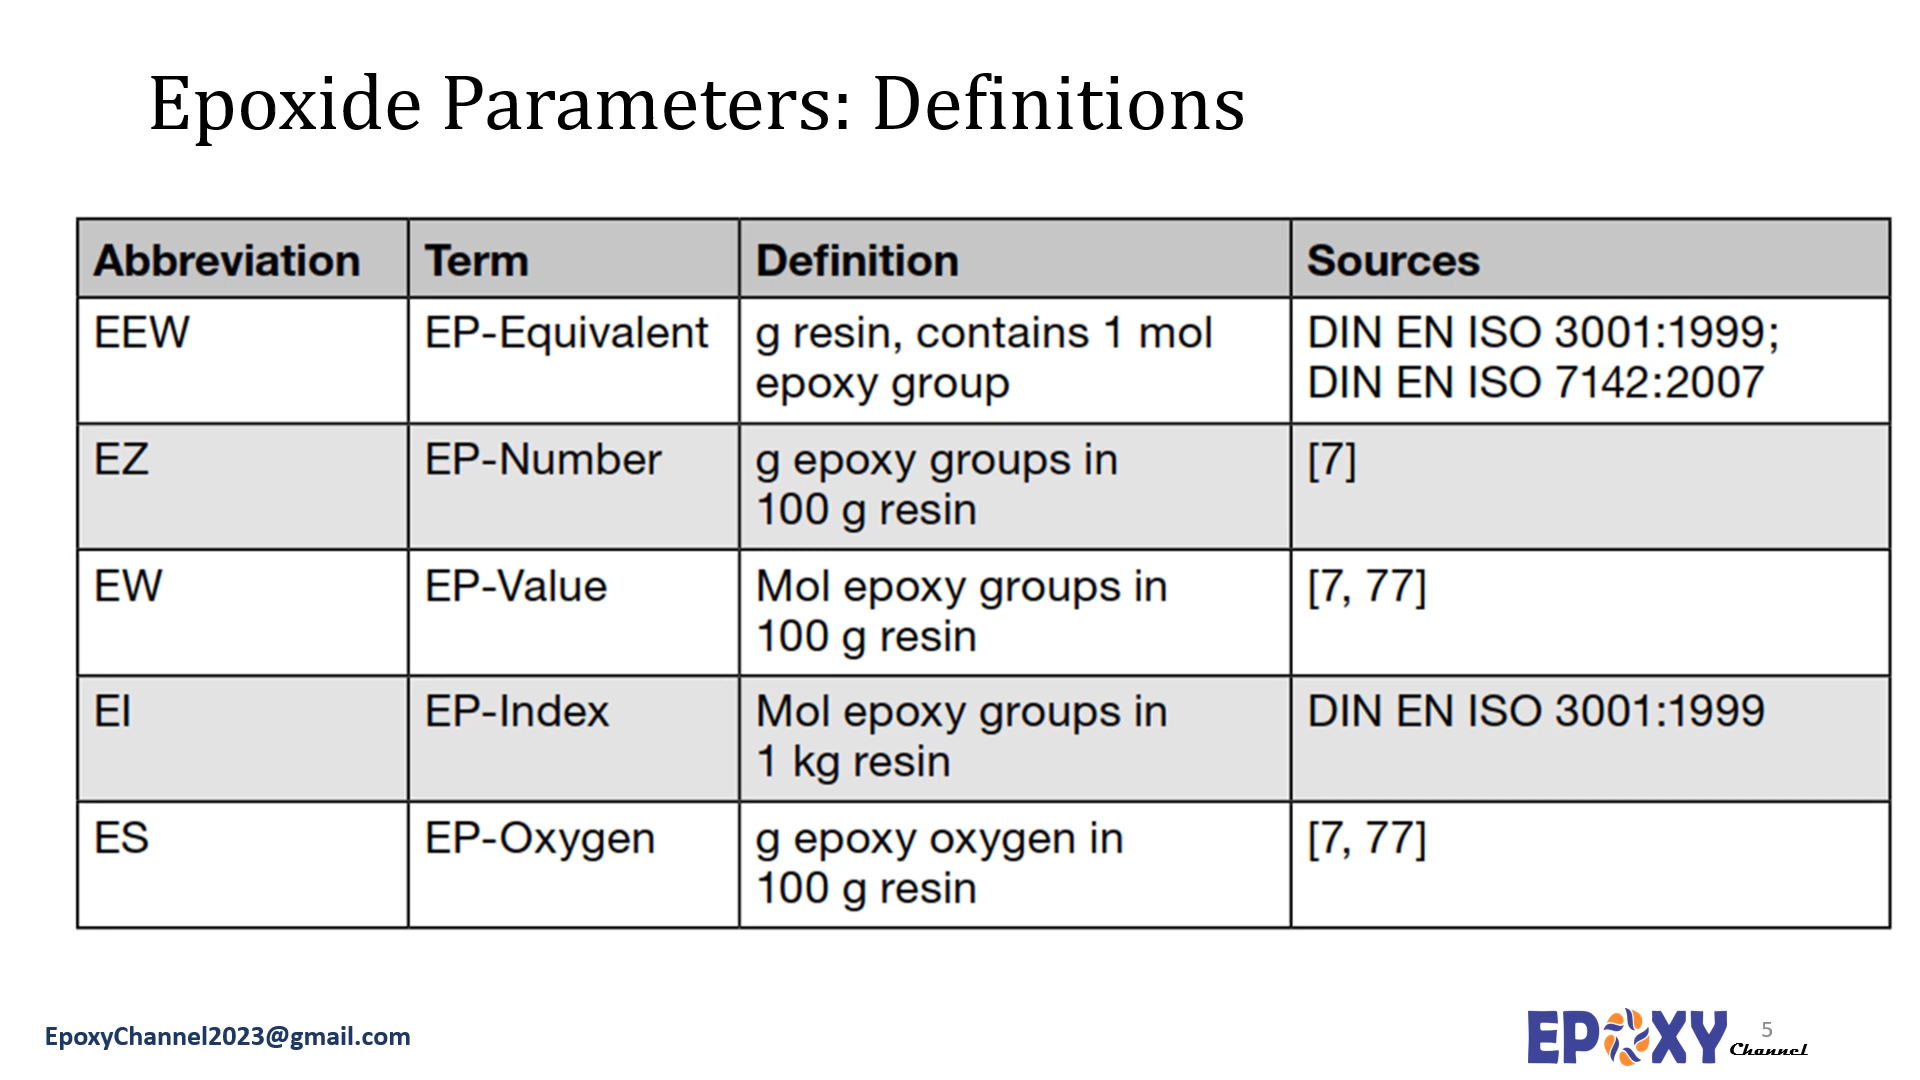 Epoxide Parameters: Definitions
Abbreviation Term Definition Sources
EEW EP-Equivalent g resin, contains 1 mol DIN EN ISO 3001:1999;
epoxy group DIN EN ISO 7142:2007
EZ EP-Number g epoxy groups in [7]
100 g resin
EW EP-Value Mol epoxy groups in [7, 77]
100 g resin
EI EP-Index Mol epoxy groups in DIN EN ISO 3001:1999
1 kg resin
ES EP-Oxygen g epoxy oxygen in [7, 77]
100 g resin
EpoxyChannel2023@gmail.com
EPOXY Channel
5